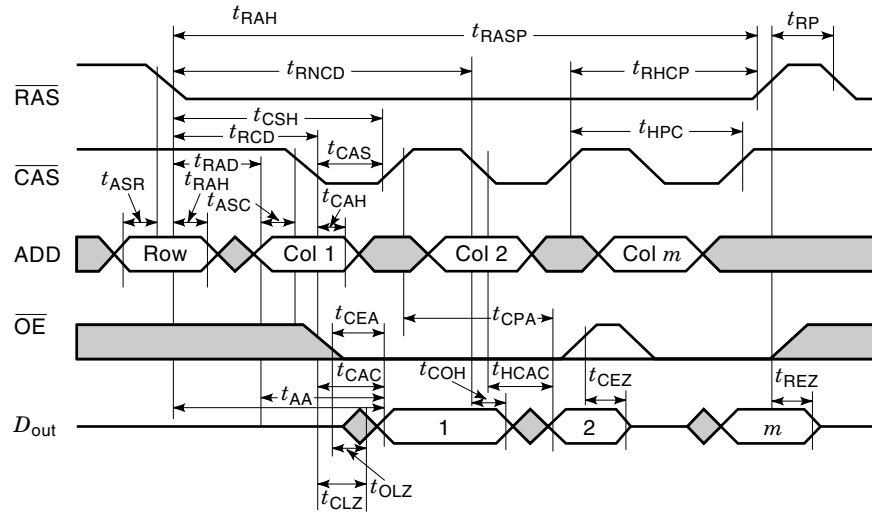 tRAH
tRASP
tRP
tRNCD
tRHCP
RAS
tCSH
tRCD
tHPC
tCAS
CAS
tRAD
tASR
tRAH
tASC
tCAH
ADD
Row
Col 1
Col 2
Col m
OE
tCEA
tCPA
tCAC
tCOH
tHCAC
tCEZ
tREZ
tAA
Dout
1
2
m
tOLZ
tCLZ